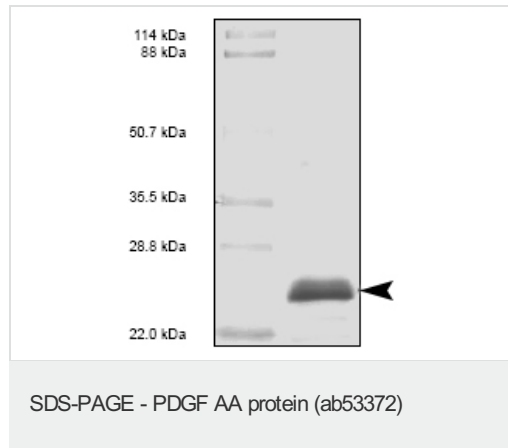 114 kDa
88 kDa
50.7 kDa
35.5 kDa
28.8 kDa
22.0 kDa
SDS-PAGE - PDGF AA protein (ab53372)